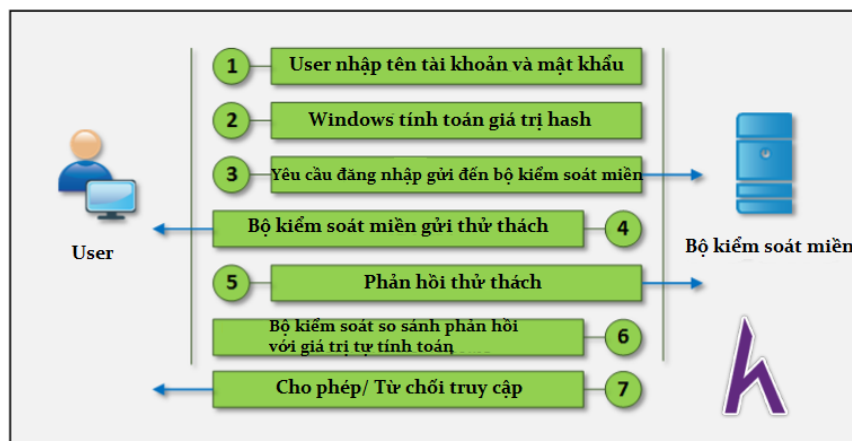 1 User nhập tên tài khoản và mật khẩu
2 Windows tính toán giá trị hash
3 Yêu cầu đăng nhập gửi đến bộ kiểm soát miền
Bộ kiểm soát miền gửi thử thách 4
User
Bộ kiểm soát miền
5 Phản hồi thử thách
Bộ kiểm soát so sánh phản hồi
với giá trị tự tính toán 6
Cho phép/ Từ chối truy cập 7